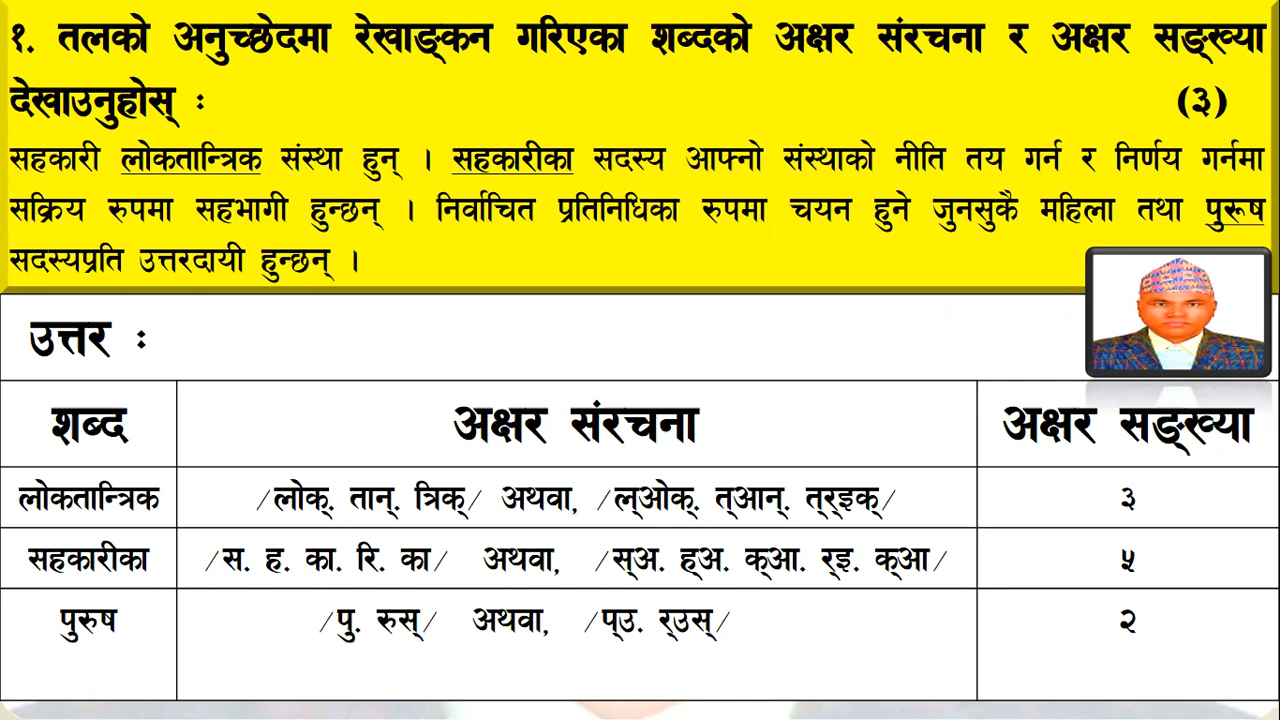 १. तलको अनुच्छेदमा रेखाङ्कन गरिएका शब्दको अक्षर संरचना र अक्षर सङ्ख्या
देखाउनुहोस् : (३)
सहकारी लोकतान्त्रिक संस्था हुन् । सहकारीका सदस्य आफ्नो संस्थाको नीति तय गर्न र निर्णय गर्नमा
सक्रिय रुपमा सहभागी हुन्छन् । निर्वाचित प्रतिनिधिका रुपमा चयन हुने जुनसुकै महिला तथा पुरूष
सदस्यप्रति उत्तरदायी हुन्छन् ।
उत्तर :
शब्द अक्षर संरचना अक्षर सङ्ख्या
लोकतान्त्रिक /लोक्. तान्. त्रिक्/ अथवा, /ल्ओक्. त्आन्. त्र्इक्/ ३
सहकारीका /स. ह. का. रि. का/ अथवा, /स्अ. ह्अ. क्आ. र्इ. क्आ/ ५
पुरुष /पु. रुस्/ अथवा, /प्उ. र्उस्/ २